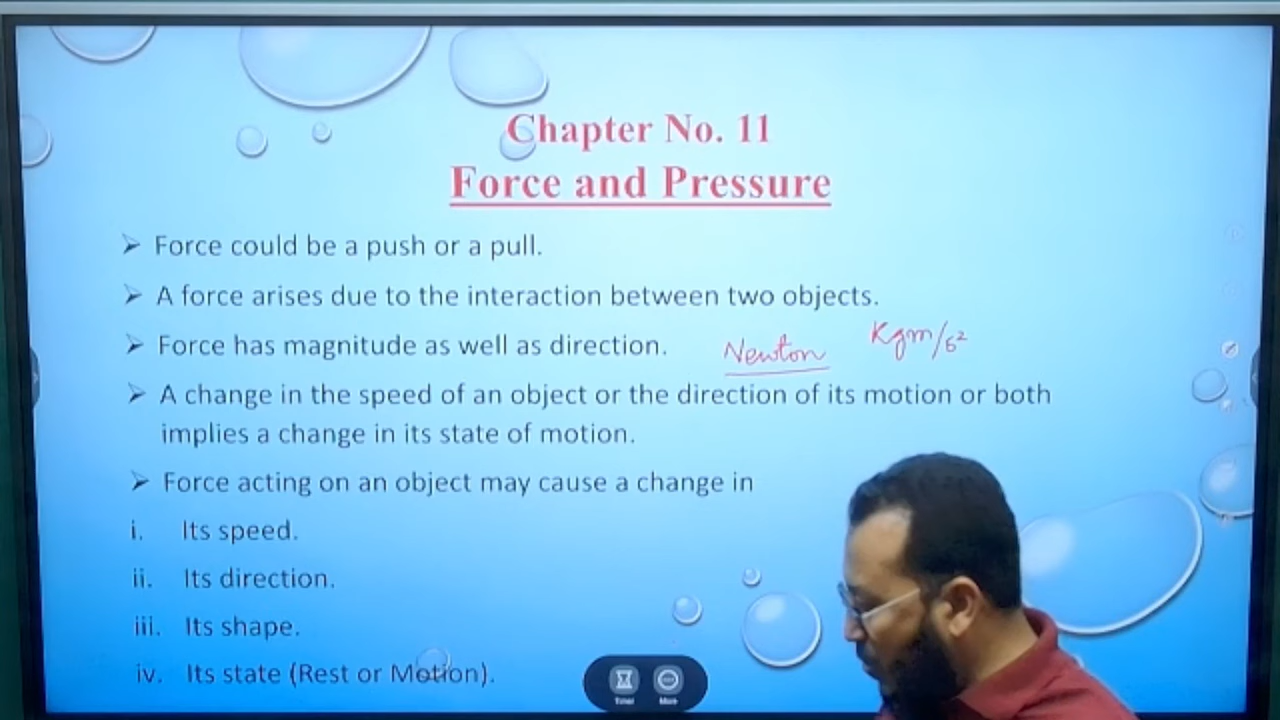 Chapter No. 11
Force and Pressure
➢ Force could be a push or a pull.
➢ A force arises due to the interaction between two objects.
➢ Force has magnitude as well as direction. Newton Kgm/s²
➢ A change in the speed of an object or the direction of its motion or both
implies a change in its state of motion.
➢ Force acting on an object may cause a change in
i. Its speed.
ii. Its direction.
iii. Its shape.
iv. Its state (Rest or Motion).
Timer More